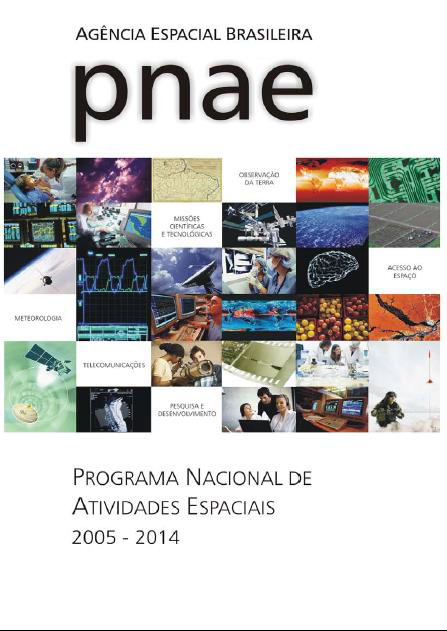 AGÊNCIA ESPACIAL BRASILEIRA
pnae
OBSERVAÇÃO
DA TERRA
MISSÕES
CIENTÍFICAS
E TECNOLÓGICAS
ACESSO AO
ESPAÇO
METEOROLOGIA
TELECOMUNICAÇÕES
PESQUISA E
DESENVOLVIMENTO
PROGRAMA NACIONAL DE
ATIVIDADES ESPACIAIS
2005 - 2014